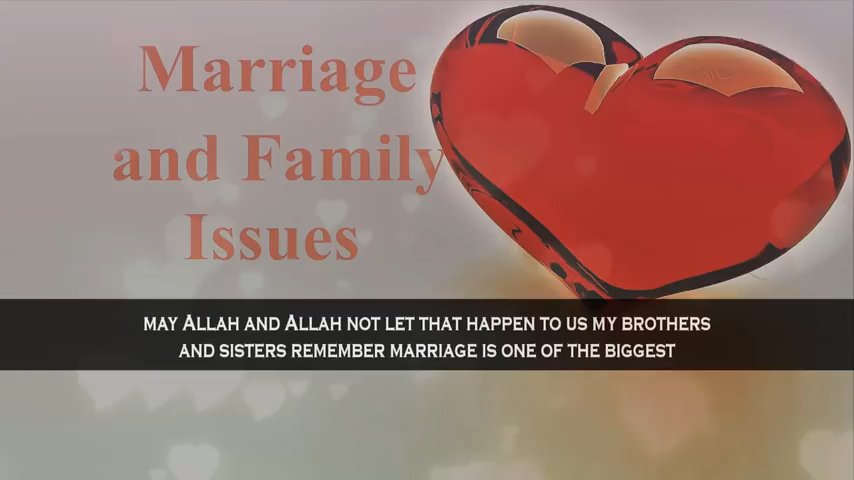 Marriage
and Family
Issues
MAY ALLAH AND ALLAH NOT LET THAT HAPPEN TO US MY BROTHERS
AND SISTERS REMEMBER MARRIAGE IS ONE OF THE BIGGEST